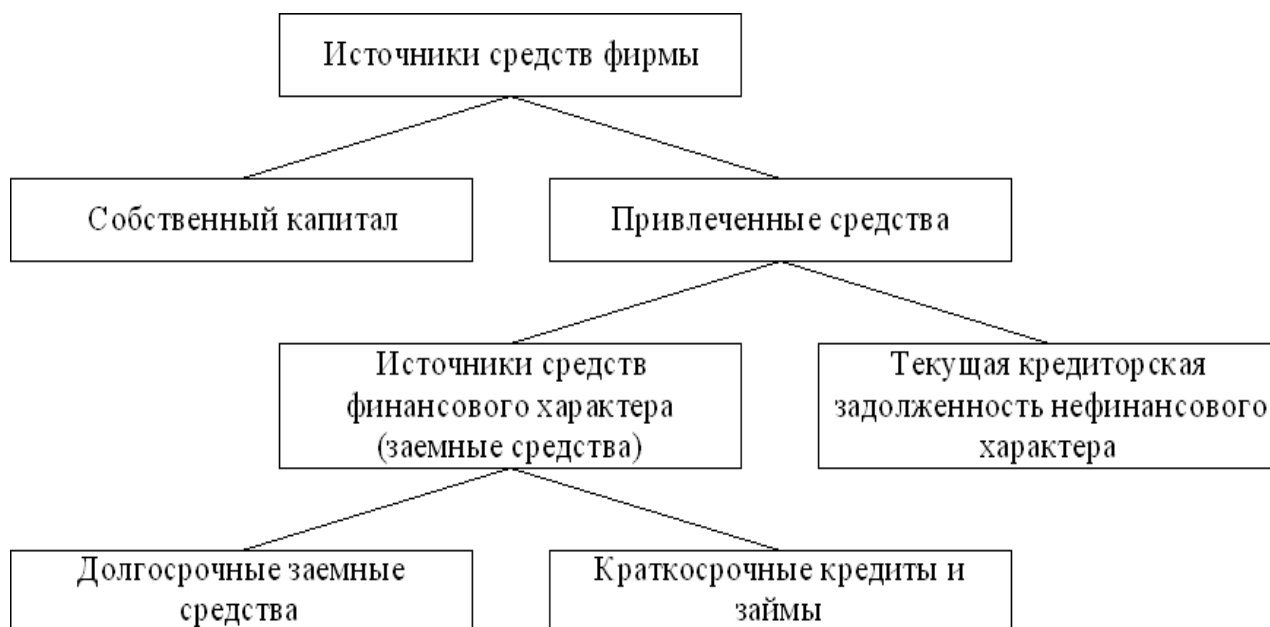 Источники средств фирмы
Собственный капитал
Привлеченные средства
Источники средств
финансового характера
(заемные средства)
Текущая кредиторская
задолженность нефинансового
характера
Долгосрочные заемные
средства
Краткосрочные кредиты и
займы